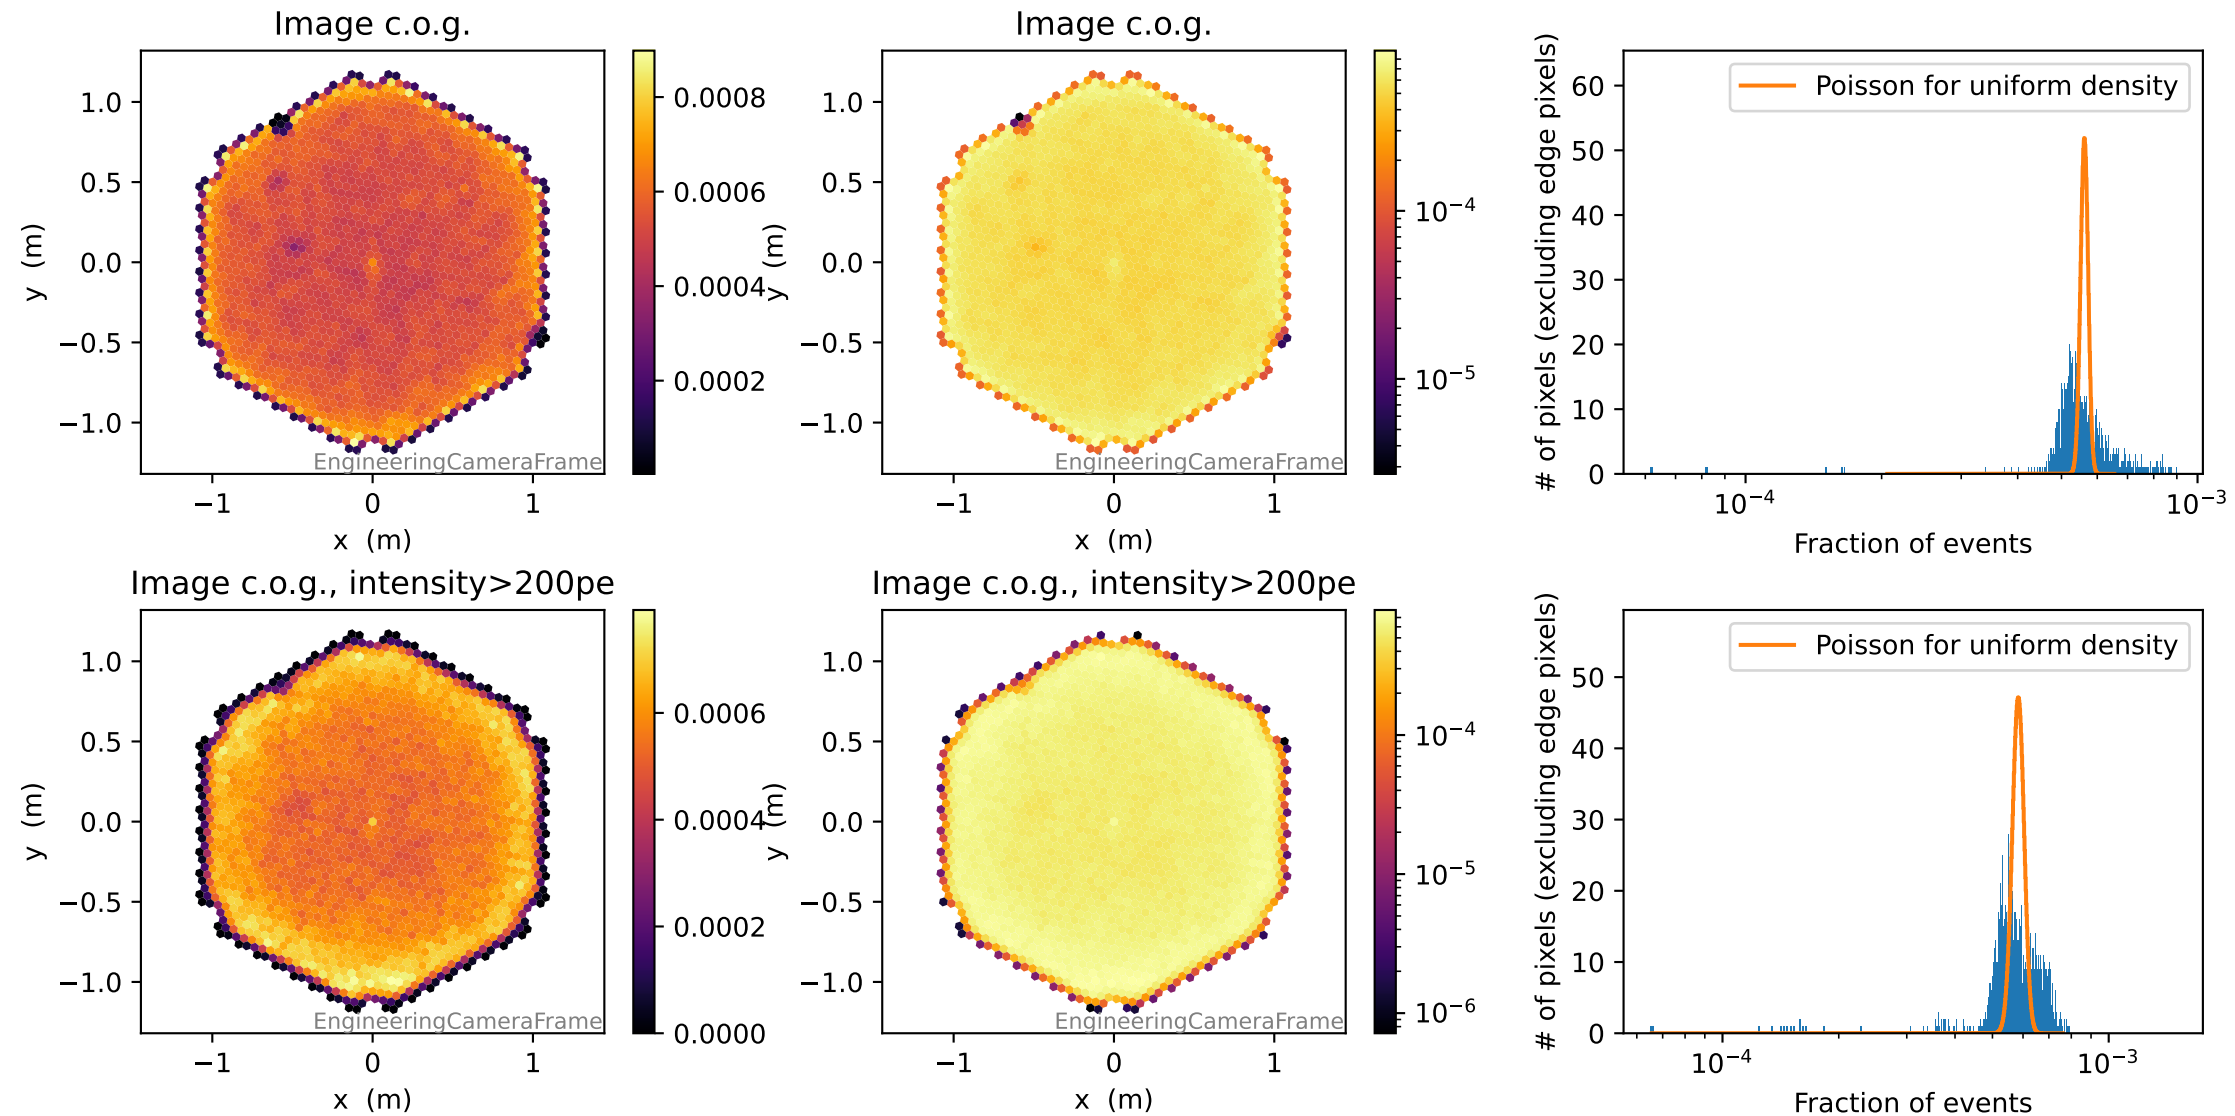 Image c.o.g.
1.0
0.5
0.0
−0.5
−1.0
y (m)
−1
0
1
x (m)
EngineeringCameraFrame
0.0008
0.0006
0.0004
0.0002
Image c.o.g.
1.0
0.5
0.0
−0.5
−1.0
y (m)
−1
0
1
x (m)
EngineeringCameraFrame
10⁻⁴
10⁻⁵
# of pixels (excluding edge pixels)
60
50
40
30
20
10
0
Poisson for uniform density
10⁻⁴
10⁻³
Fraction of events
Image c.o.g., intensity>200pe
1.0
0.5
0.0
−0.5
−1.0
y (m)
−1
0
1
x (m)
EngineeringCameraFrame
0.0006
0.0004
0.0002
0.0000
Image c.o.g., intensity>200pe
1.0
0.5
0.0
−0.5
−1.0
y (m)
−1
0
1
x (m)
EngineeringCameraFrame
10⁻⁴
10⁻⁵
10⁻⁶
# of pixels (excluding edge pixels)
50
40
30
20
10
0
Poisson for uniform density
10⁻⁴
10⁻³
Fraction of events